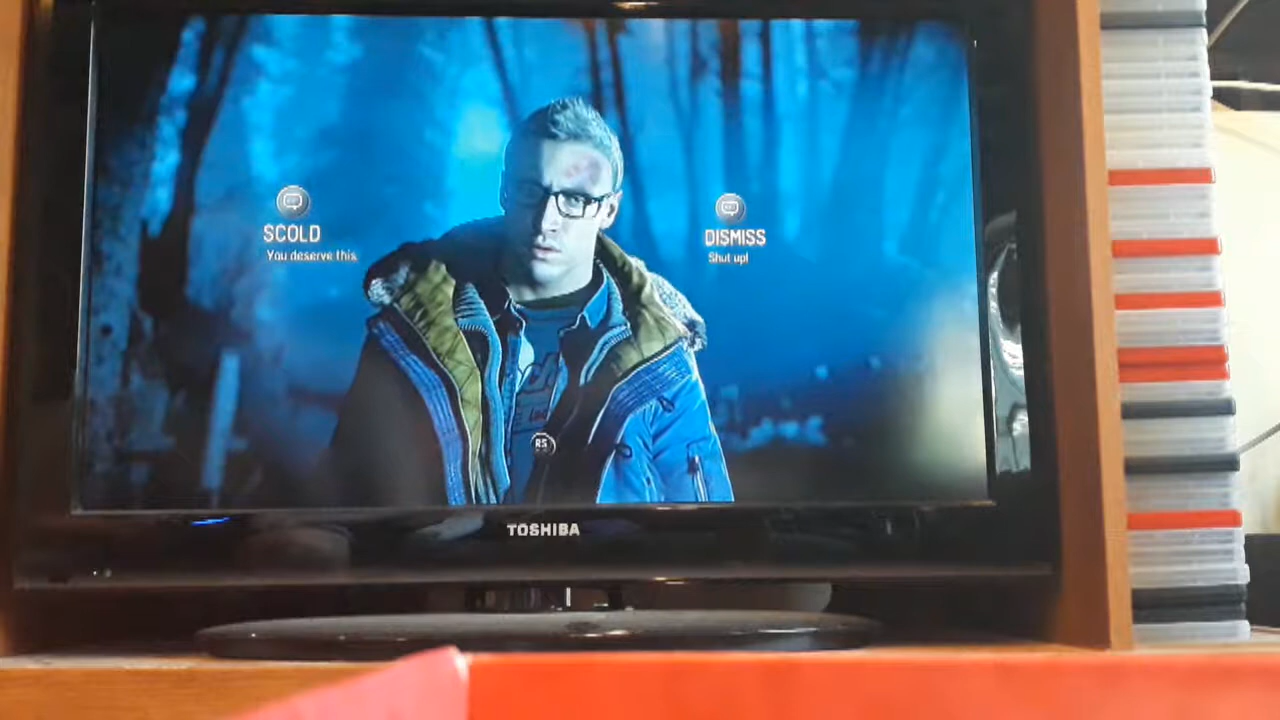 SCOLD
You deserve this.
DISMISS
Shut up!
RS
TOSHIBA